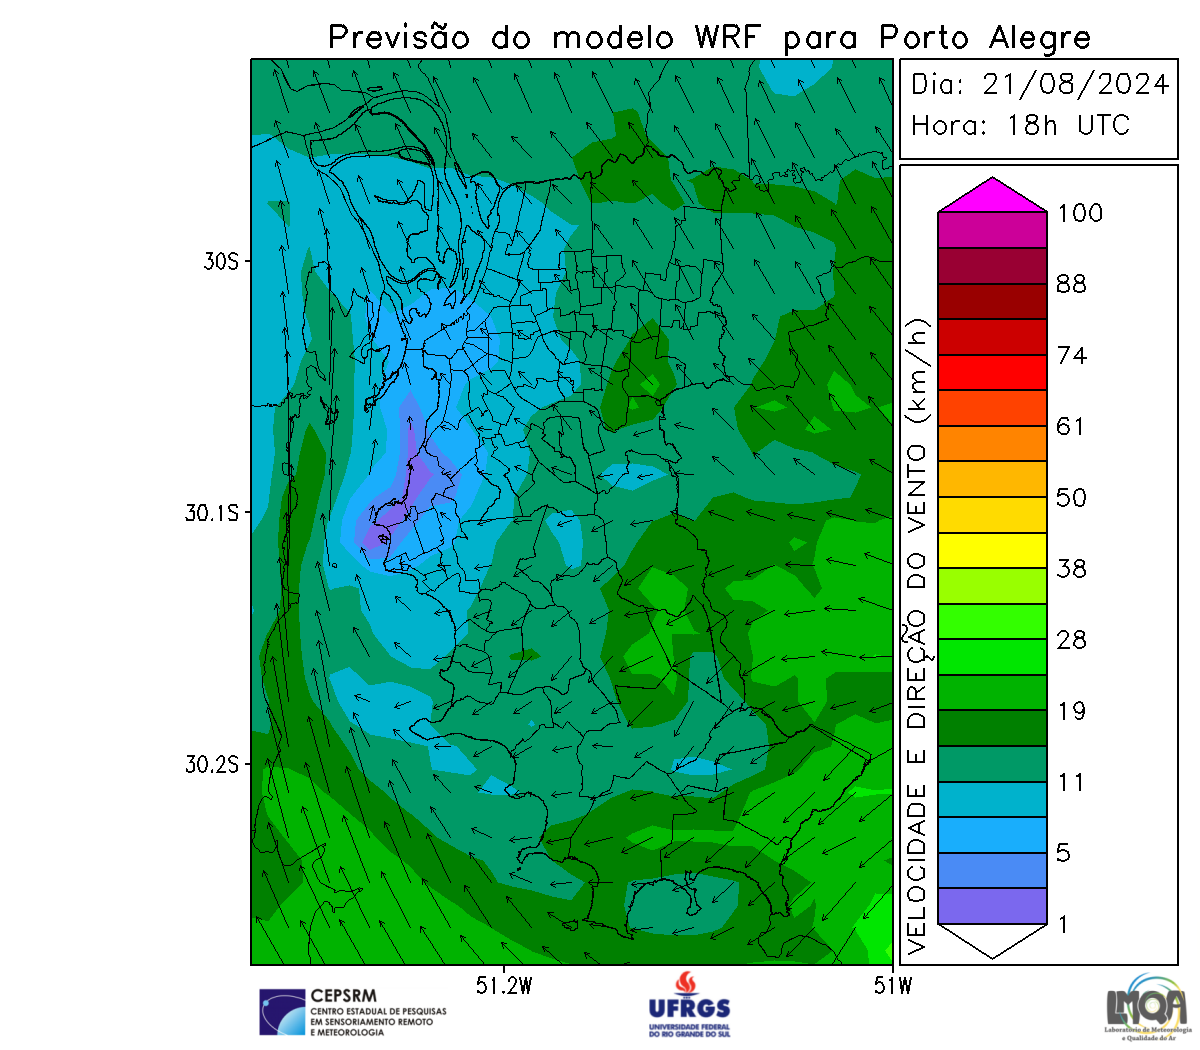 Previsão do modelo WRF para Porto Alegre
Dia: 21/08/2024
Hora: 18h UTC
30S
30.1S
30.2S
51.2W
51W
VELOCIDADE E DIREÇÃO DO VENTO (km/h)
100
88
74
61
50
38
28
19
11
5
1
CEPSRM
CENTRO ESTADUAL DE PESQUISAS
EM SENSORIAMENTO REMOTO
E METEOROLOGIA
UFRGS
UNIVERSIDADE FEDERAL
DO RIO GRANDE DO SUL
LMQA
Laboratório de Meteorologia
e Qualidade do Ar